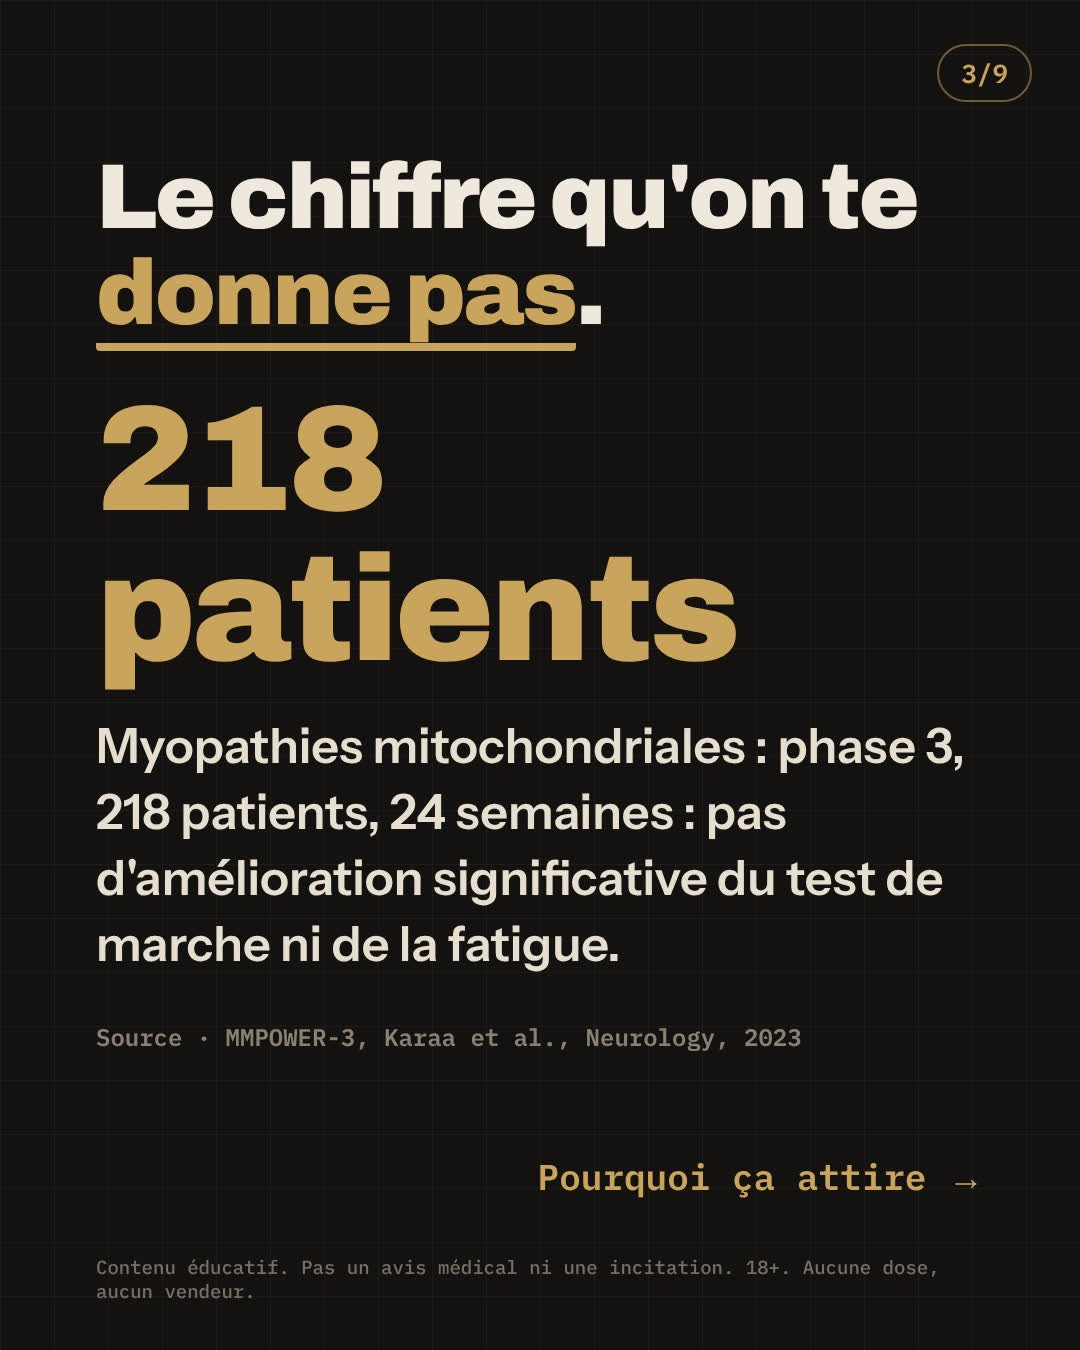 3/9
Le chiffre qu'on te
donne pas.
218
patients
Myopathies mitochondriales : phase 3,
218 patients, 24 semaines : pas
d'amélioration significative du test de
marche ni de la fatigue.
Source · MMPOWER-3, Karaa et al., Neurology, 2023
Pourquoi ça attire →
Contenu éducatif. Pas un avis médical ni une incitation. 18+. Aucune dose,
aucun vendeur.